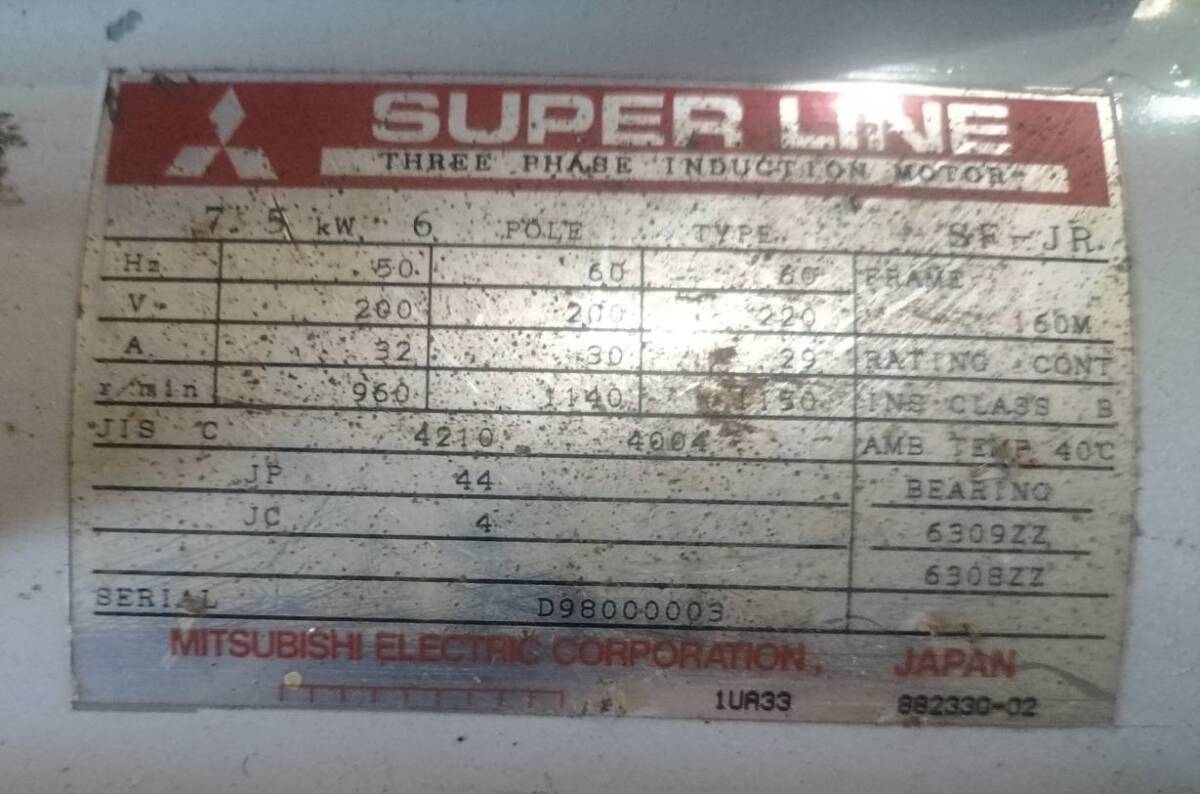 SUPER LINE
THREE PHASE INDUCTION MOTOR
7.5 kW 6 POLE TYPE SF-JR
Hz 50 60 60 FRAME
V 200 200 220 160M
A 32 30 29 RATING CONT
r/min 960 1140 1150 INS CLASS B
JIS C 4210 4004 AMB TEMP 40℃
JP 44 BEARING
JC 4 6309ZZ
6308ZZ
SERIAL D98000003
MITSUBISHI ELECTRIC CORPORATION, JAPAN
1UA33 882330-02